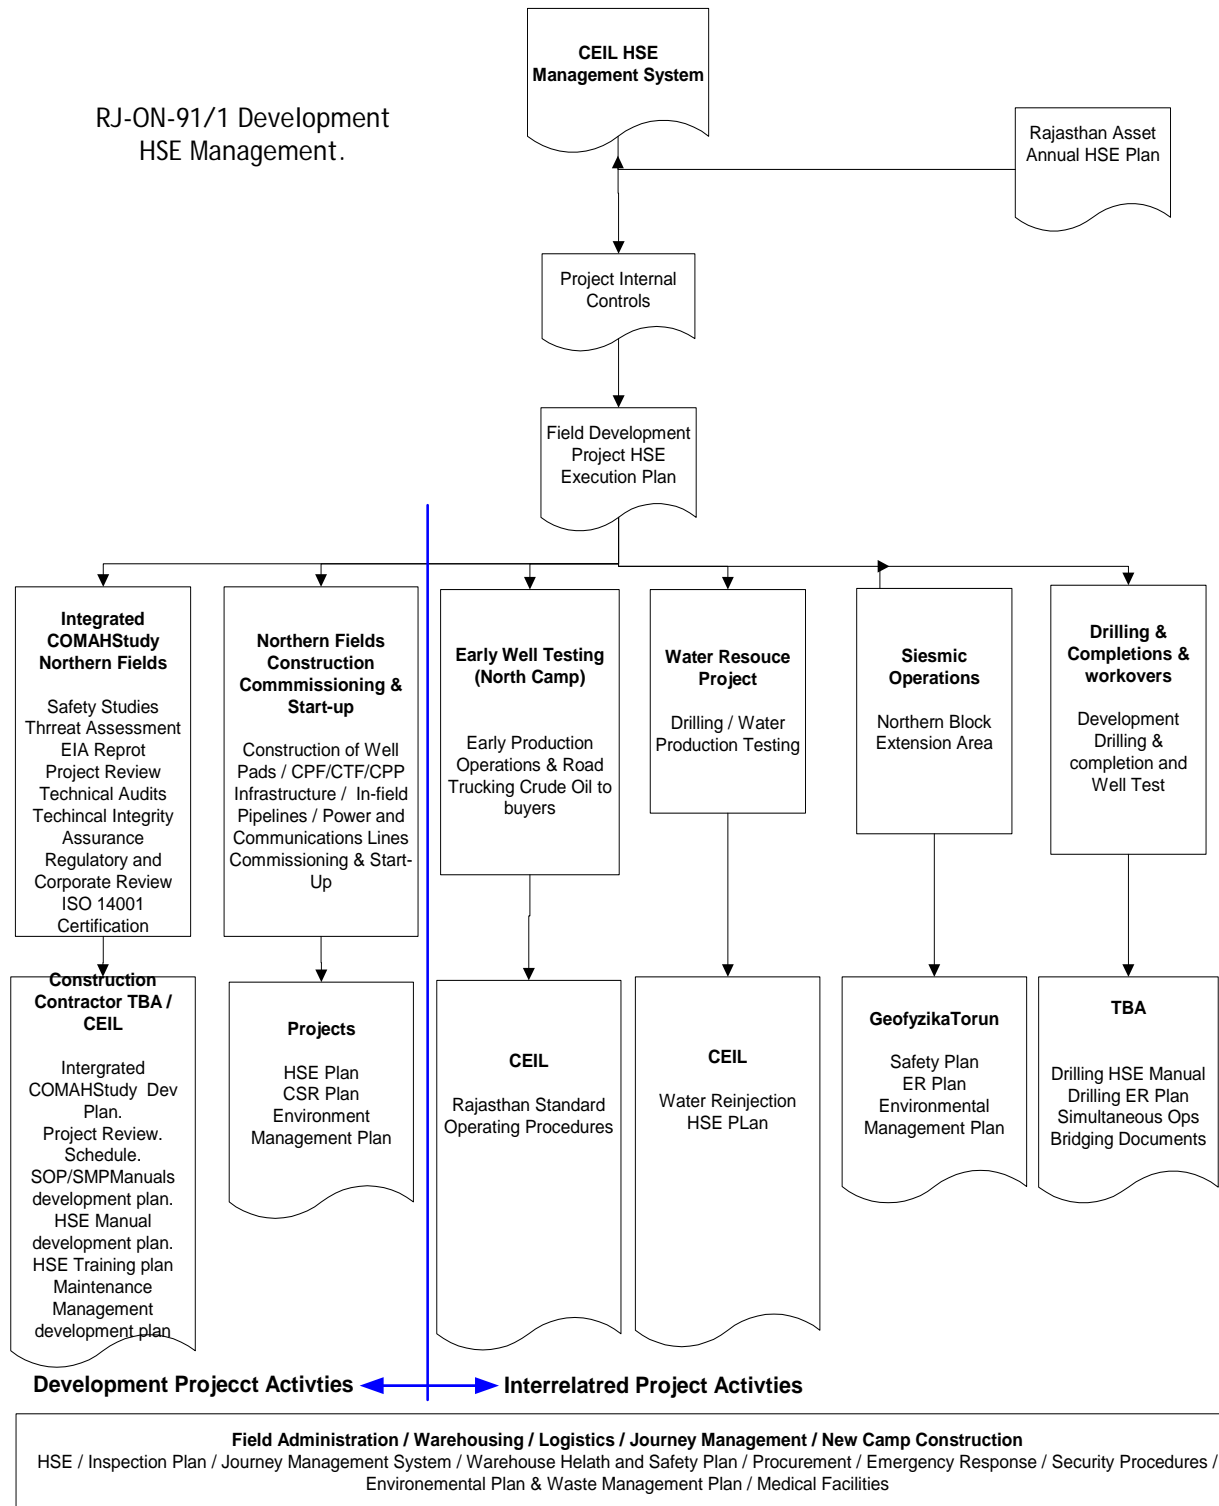 CEIL HSE
Management System
RJ-ON-91/1 Development
HSE Management.
Rajasthan Asset
Annual HSE Plan
Project Internal
Controls
Field Development
Project HSE
Execution Plan
Integrated
COMAHStudy
Northern Fields
Safety Studies
Thrreat Assessment
EIA Reprot
Project Review
Technical Audits
Techincal Integrity
Assurance
Regulatory and
Corporate Review
ISO 14001
Certification
Northern Fields
Construction
Commmissioning &
Start-up
Construction of Well
Pads / CPF/CTF/CPP
Infrastructure / In-field
Pipelines / Power and
Communications Lines
Commissioning & Start-
Up
Early Well Testing
(North Camp)
Early Production
Operations & Road
Trucking Crude Oil to
buyers
Water Resouce
Project
Drilling / Water
Production Testing
Siesmic
Operations
Northern Block
Extension Area
Drilling &
Completions &
workovers
Development
Drilling &
completion and
Well Test
Construction
Contractor TBA /
CEIL
Intergrated
COMAHStudy Dev
Plan.
Project Review.
Schedule.
SOP/SMPManuals
development plan.
HSE Manual
development plan.
HSE Training plan
Maintenance
Management
development plan
Projects
HSE Plan
CSR Plan
Environment
Management Plan
CEIL
Rajasthan Standard
Operating Procedures
CEIL
Water Reinjection
HSE PLan
GeofyzikaTorun
Safety Plan
ER Plan
Environmental
Management Plan
TBA
Drilling HSE Manual
Drilling ER Plan
Simultaneous Ops
Bridging Documents
Development Projecct Activties
Interrelatred Project Activties
Field Administration / Warehousing / Logistics / Journey Management / New Camp Construction
HSE / Inspection Plan / Journey Management System / Warehouse Helath and Safety Plan / Procurement / Emergency Response / Security Procedures /
Environemental Plan & Waste Management Plan / Medical Facilities